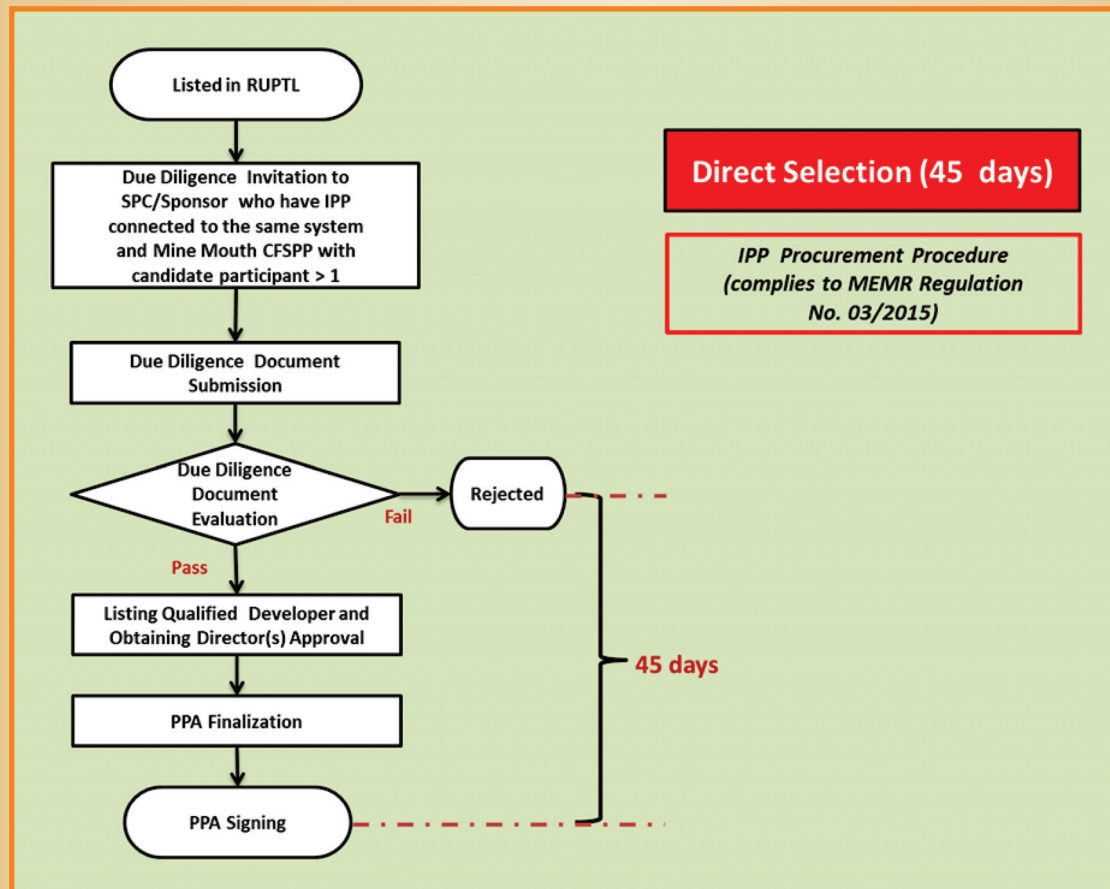 Listed in RUPTL
Due Diligence Invitation to
SPC/Sponsor who have IPP
connected to the same system
and Mine Mouth CFSPP with
candidate participant > 1
Due Diligence Document
Submission
Due Diligence
Document
Evaluation
Fail
Rejected
Pass
Listing Qualified Developer and
Obtaining Director(s) Approval
PPA Finalization
PPA Signing
45 days
Direct Selection (45 days)
IPP Procurement Procedure
(complies to MEMR Regulation
No. 03/2015)